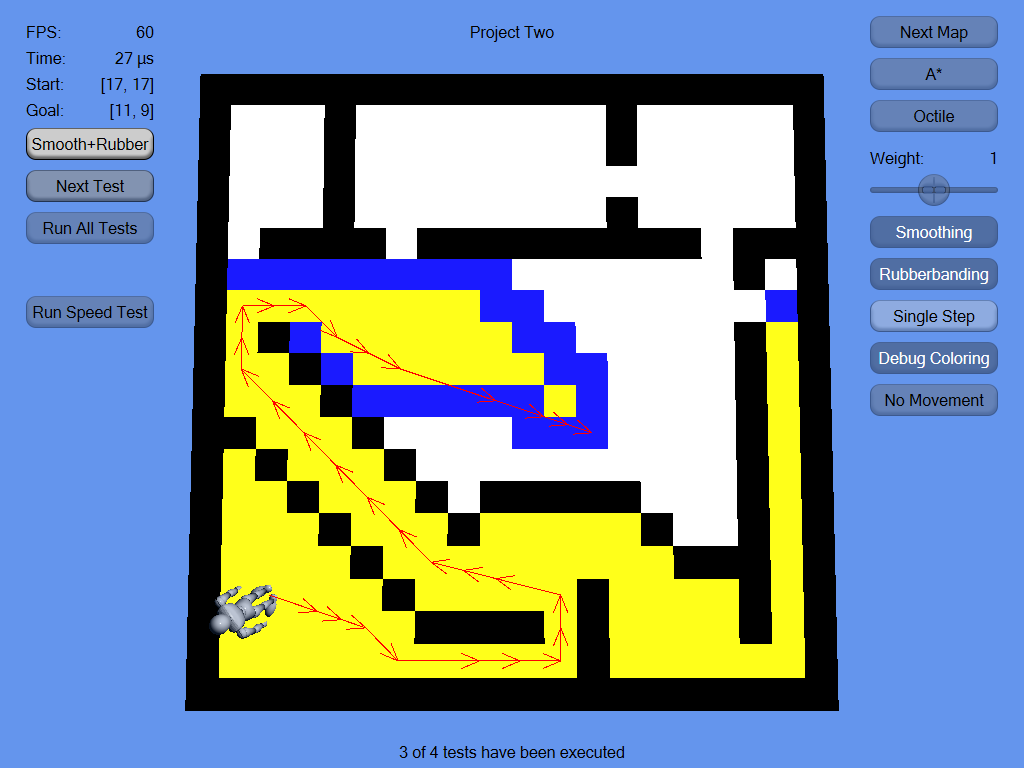 Project Two
FPS: 60
Time: 27 µs
Start: [17, 17]
Goal: [11, 9]
Smooth+Rubber
Next Test
Run All Tests
Run Speed Test
Next Map
A*
Octile
Weight: 1
Smoothing
Rubberbanding
Single Step
Debug Coloring
No Movement
3 of 4 tests have been executed